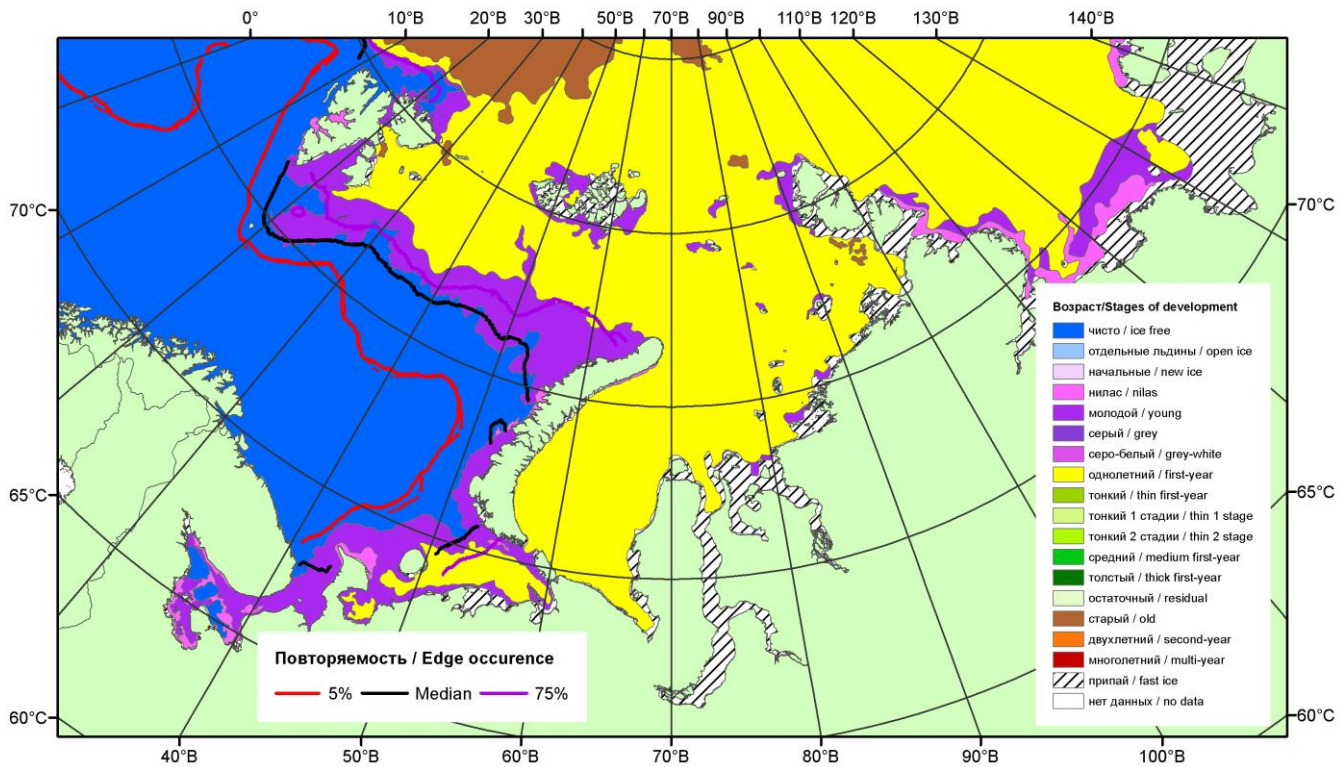 0° 10°В 20°В 30°В 50°В 70°В 90°В 110°В 120°В 130°В 140°В
70°С
70°С
65°С
65°С
60°С
60°С
Возраст/Stages of development
чисто / ice free
отдельные льдины / open ice
начальные / new ice
нилас / nilas
молодой / young
серый / grey
серо-белый / grey-white
однолетний / first-year
тонкий / thin first-year
тонкий 1 стадии / thin 1 stage
тонкий 2 стадии / thin 2 stage
средний / medium first-year
толстый / thick first-year
остаточный / residual
старый / old
двухлетний / second-year
многолетний / multi-year
припай / fast ice
нет данных / no data
Повторяемость / Edge occurence
5% Median 75%
40°В 50°В 60°В 70°В 80°В 90°В 100°В